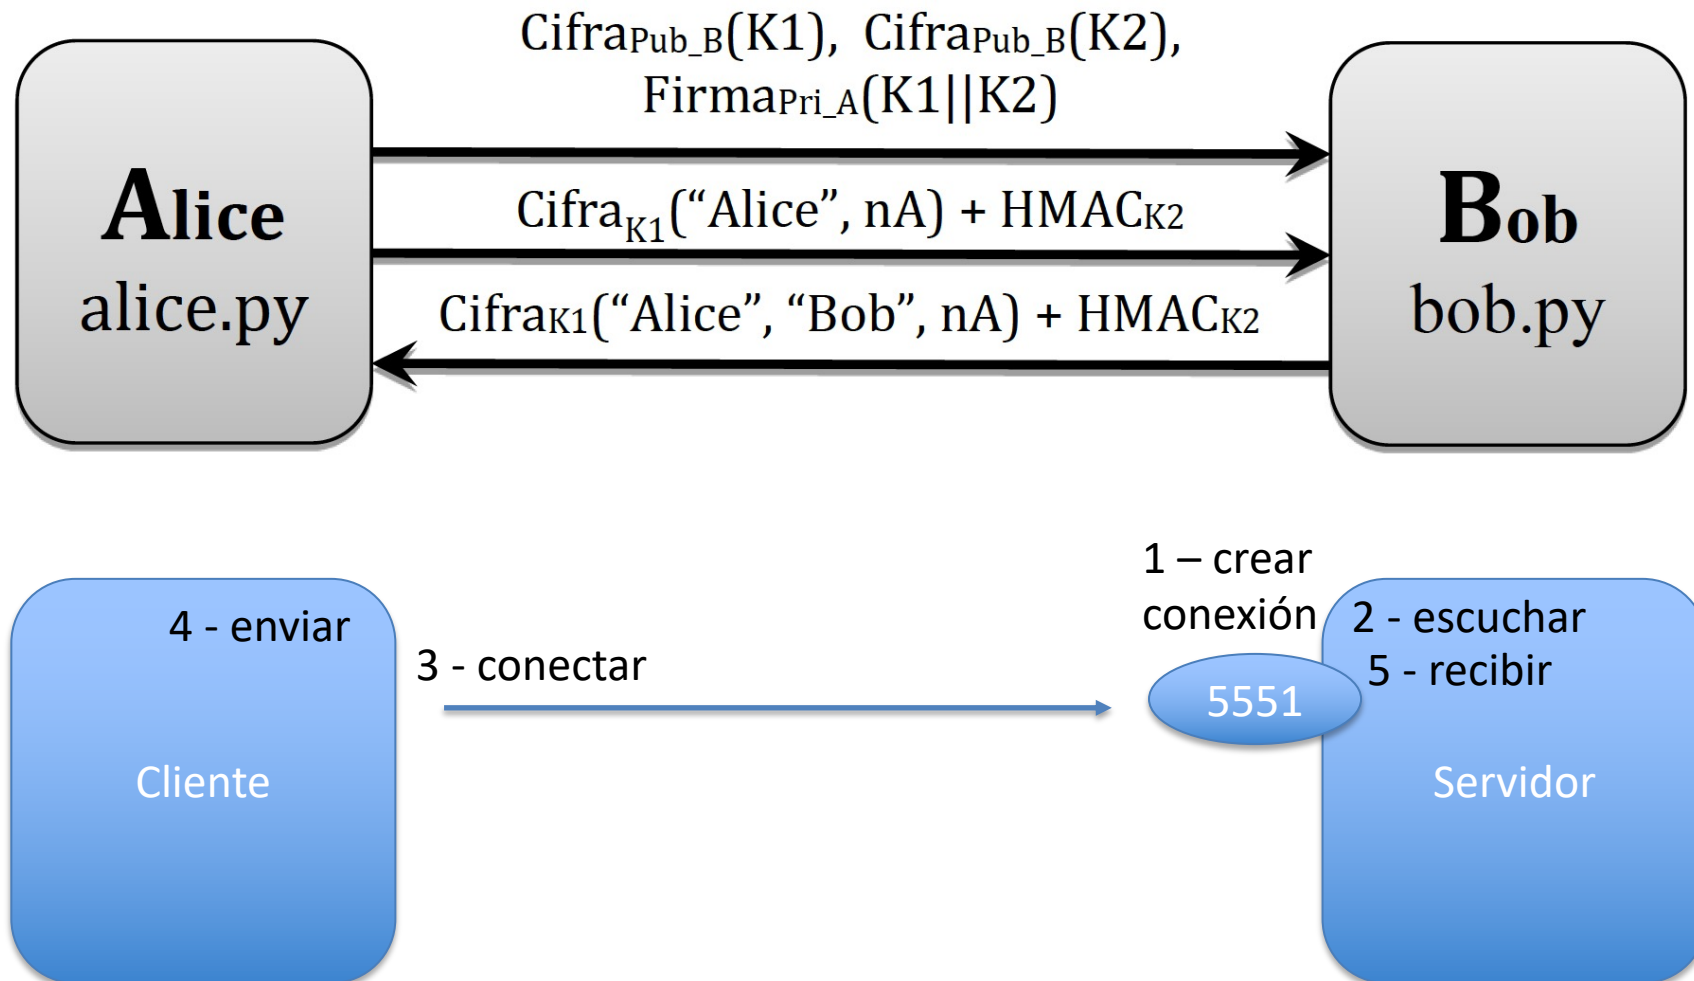 CifraPub_B(K1), CifraPub_B(K2),
FirmaPri_A(K1||K2)
Alice
alice.py
CifraK1(“Alice”, nA) + HMACK2
CifraK1(“Alice”, “Bob”, nA) + HMACK2
Bob
bob.py
1 – crear
conexión
4 - enviar
3 - conectar
2 - escuchar
5 - recibir
5551
Cliente
Servidor